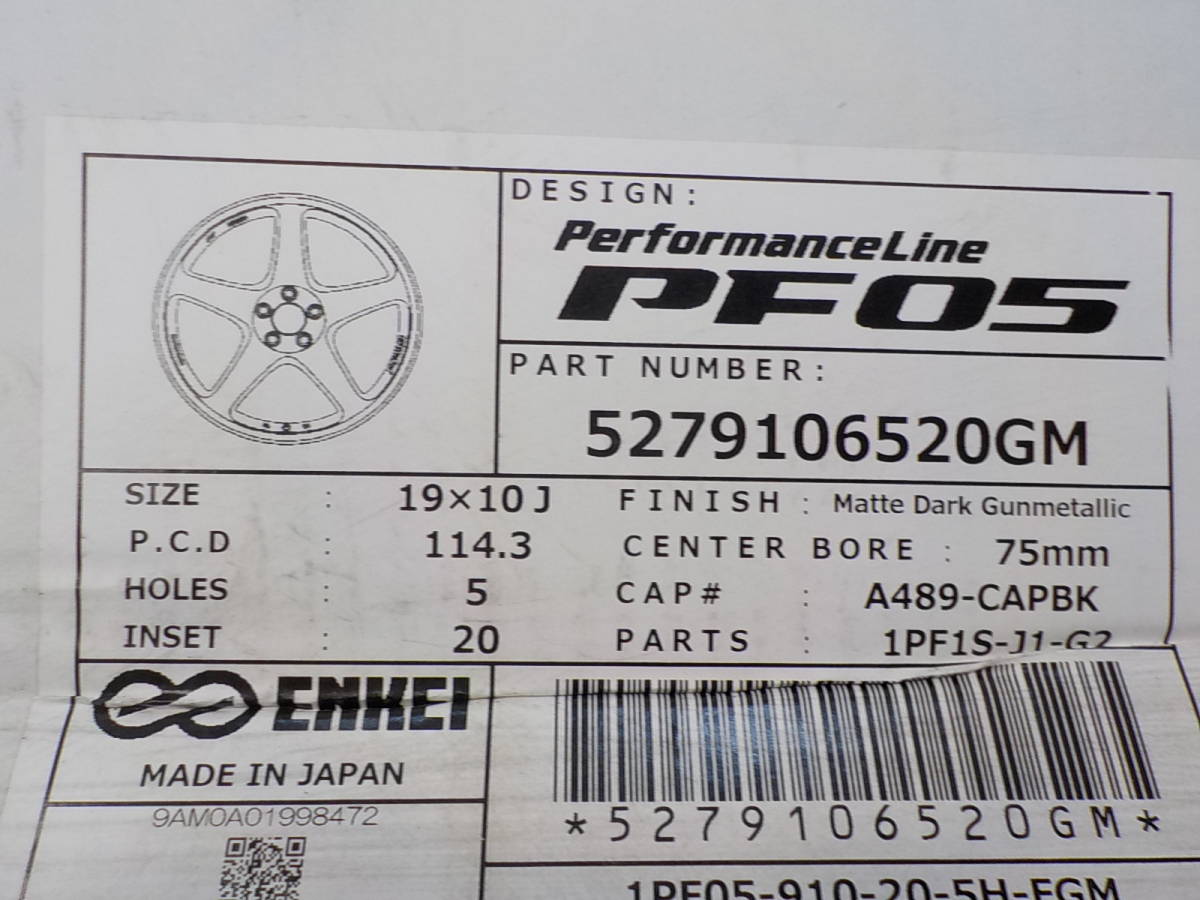 DESIGN:
PerformanceLine
PF05
PART NUMBER:
5279106520GM
SIZE : 19×10J
P.C.D : 114.3
HOLES : 5
INSET : 20
FINISH : Matte Dark Gunmetallic
CENTER BORE : 75mm
CAP# : A489-CAPBK
PARTS : 1PF1S-J1-G2
ENKEI
MADE IN JAPAN
9AM0A01998472
*5279106520GM*
1PF05-910-20-5H-FGM